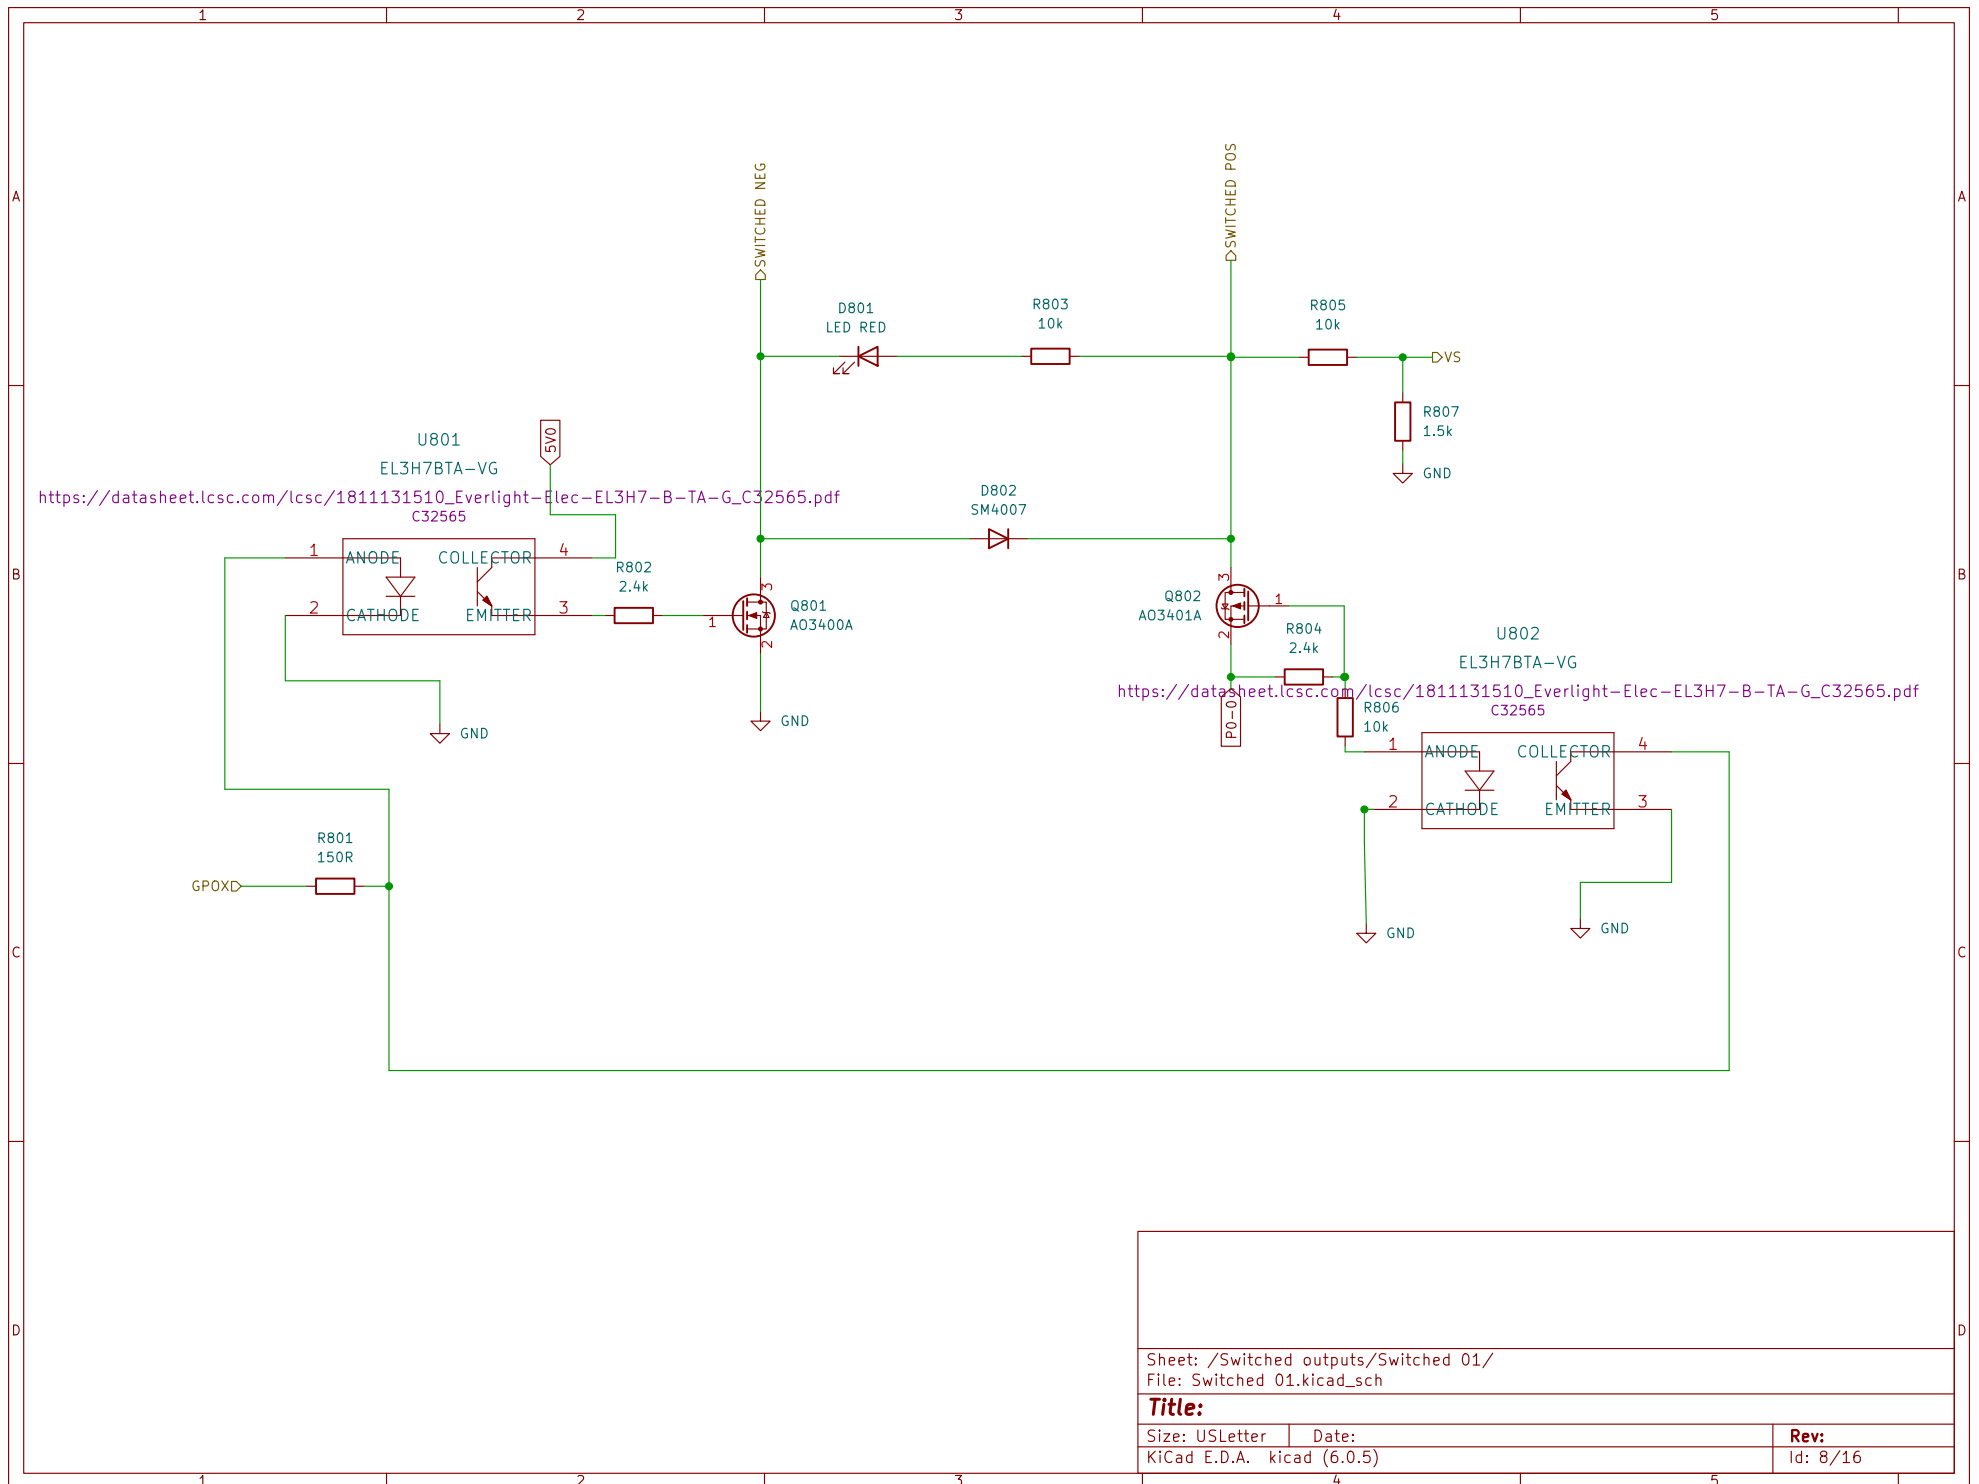 1 2 3 4 5
A A
SWITCHED NEG
SWITCHED POS
D801
LED RED
R803
10k
R805
10k
VS
R807
1.5k
GND
U801
EL3H7BTA-VG
https://datasheet.lcsc.com/lcsc/1811131510_Everlight-Elec-EL3H7-B-TA-G_C32565.pdf
C32565
5V0
D802
SM4007
1 ANODE COLLECTOR 4
2 CATHODE EMITTER 3
R802
2.4k
B B
3
Q801
AO3400A
1
2
GND
GND
3
Q802
AO3401A
1
2
R804
2.4k
P0-0
U802
EL3H7BTA-VG
https://datasheet.lcsc.com/lcsc/1811131510_Everlight-Elec-EL3H7-B-TA-G_C32565.pdf
C32565
R806
10k
1 ANODE COLLECTOR 4
2 CATHODE EMITTER 3
R801
150R
GPOX
GND
GND
C C
D D
Sheet: /Switched outputs/Switched 01/
File: Switched 01.kicad_sch
Title:
Size: USLetter Date: Rev:
KiCad E.D.A. kicad (6.0.5) Id: 8/16
1 2 3 4 5